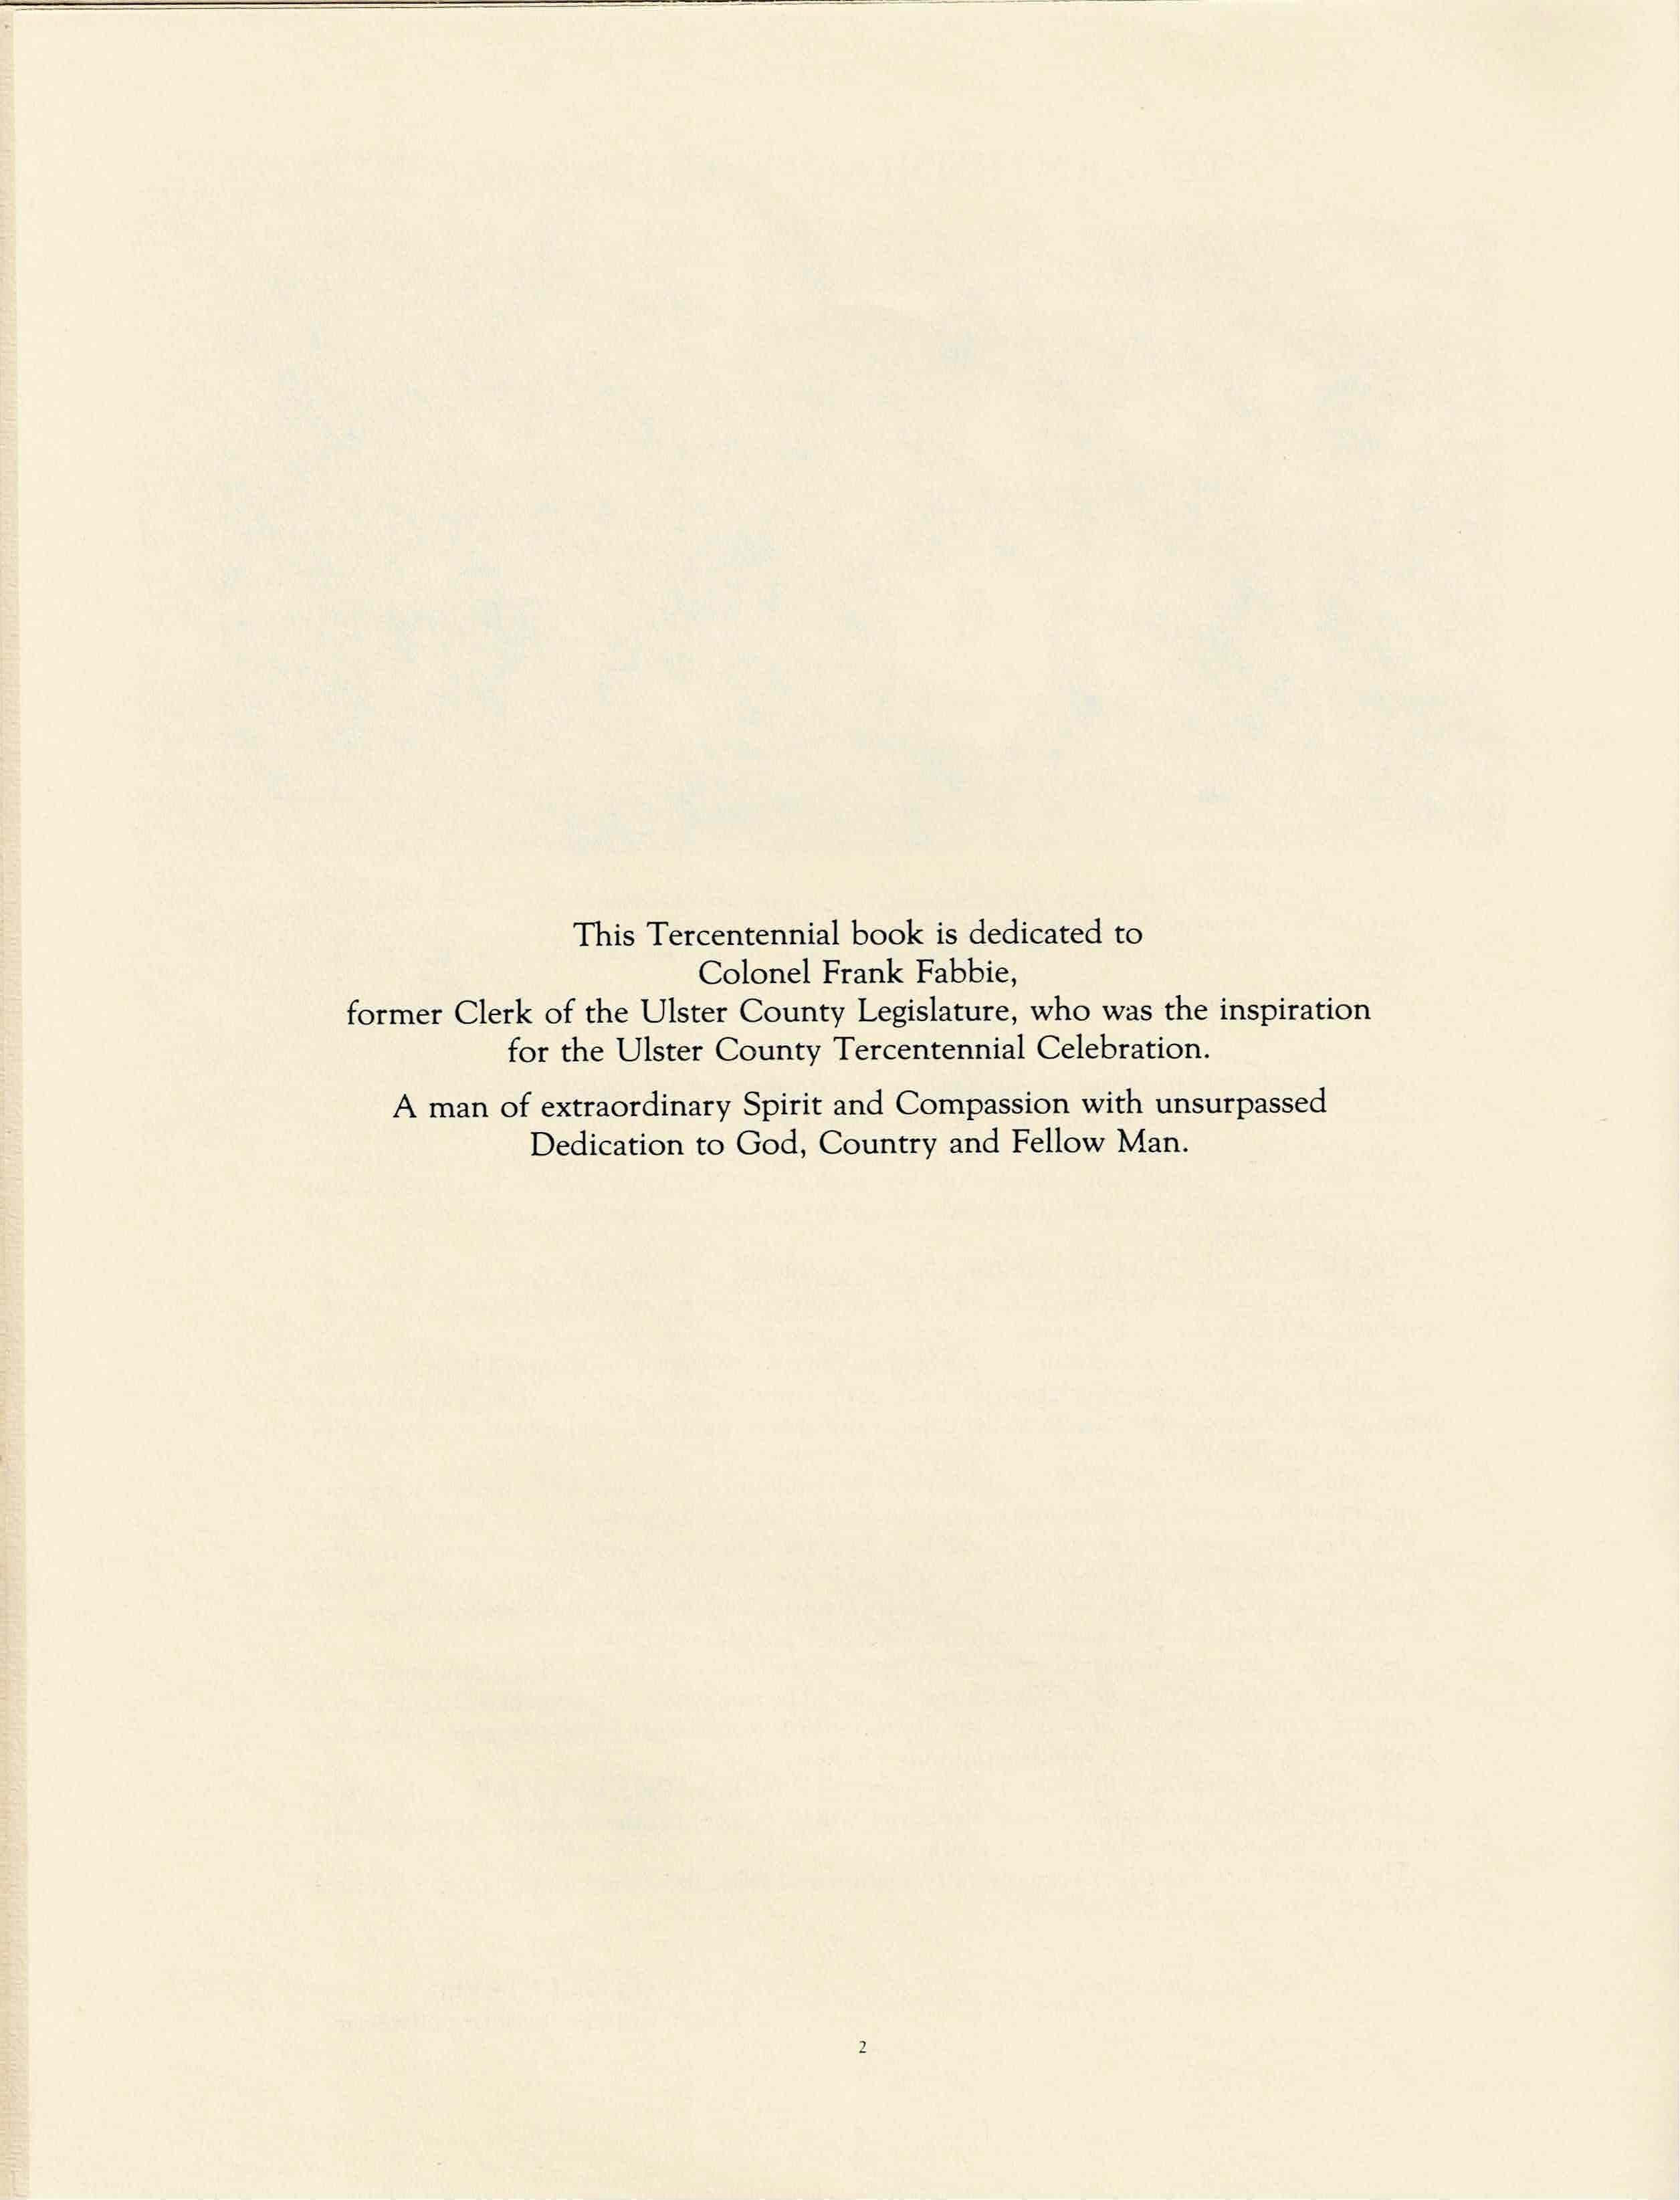 This Tercentennial book is dedicated to
Colonel Frank Fabbie,
former Clerk of the Ulster County Legislature, who was the inspiration
for the Ulster County Tercentennial Celebration.
A man of extraordinary Spirit and Compassion with unsurpassed
Dedication to God, Country and Fellow Man.
2